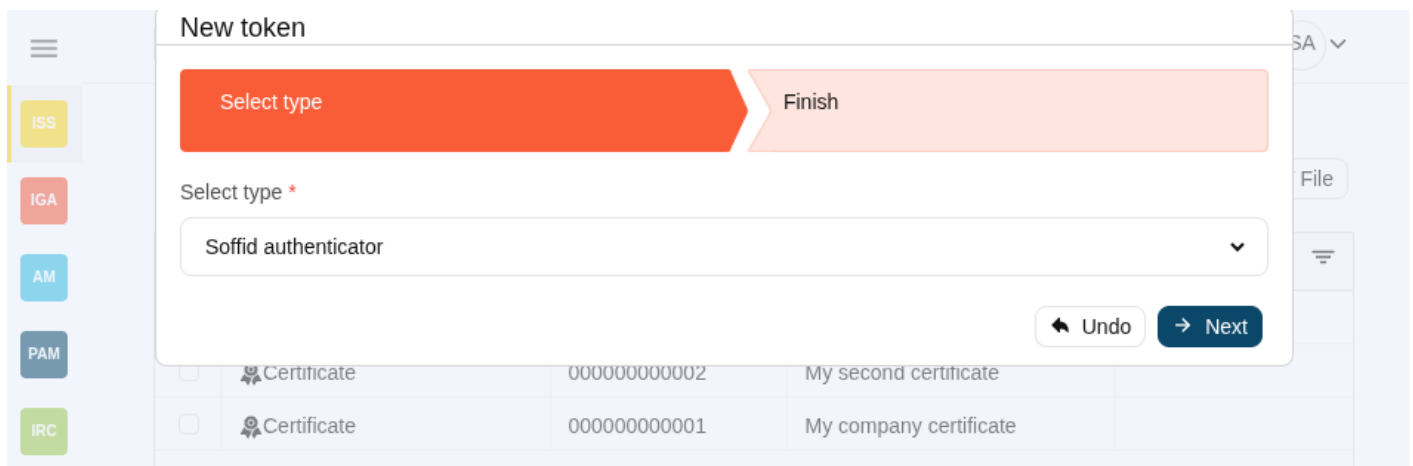 New token
SA
ISS
Select type
Finish
File
IGA
Select type *
Soffid authenticator
AM
Undo
Next
PAM
Certificate
000000000002
My second certificate
Certificate
000000000001
My company certificate
IRC